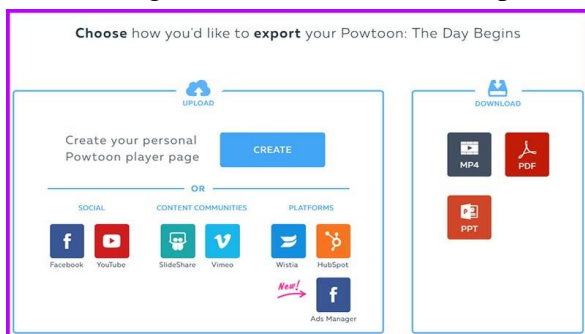 Choose how you'd like to export your Powtoon: The Day Begins
UPLOAD
Create your personal
Powtoon player page
CREATE
OR
SOCIAL
CONTENT COMMUNITIES
PLATFORMS
Facebook
YouTube
SlideShare
Vimeo
Wistia
HubSpot
New!
Ads Manager
DOWNLOAD
MP4
PDF
PPT